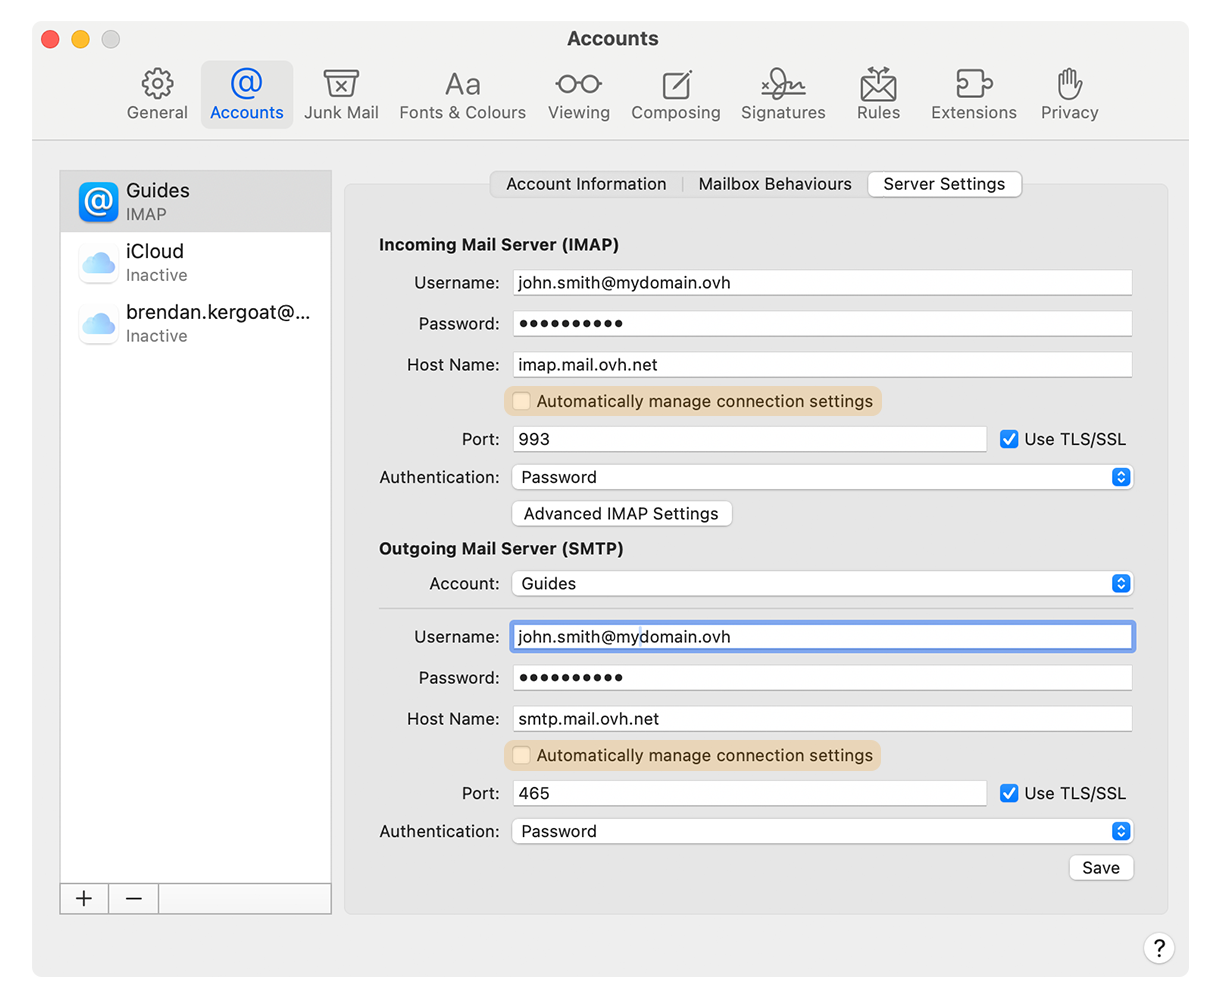 Accounts
General Accounts Junk Mail Fonts & Colours Viewing Composing Signatures Rules Extensions Privacy
Guides
IMAP
iCloud
Inactive
brendan.kergoat@...
Inactive
Account Information Mailbox Behaviours Server Settings
Incoming Mail Server (IMAP)
Username: john.smith@mydomain.ovh
Password: ••••••••••
Host Name: imap.mail.ovh.net
Automatically manage connection settings
Port: 993 Use TLS/SSL
Authentication: Password
Advanced IMAP Settings
Outgoing Mail Server (SMTP)
Account: Guides
Username: john.smith@mydomain.ovh
Password: ••••••••••
Host Name: smtp.mail.ovh.net
Automatically manage connection settings
Port: 465 Use TLS/SSL
Authentication: Password
Save
+ −
?